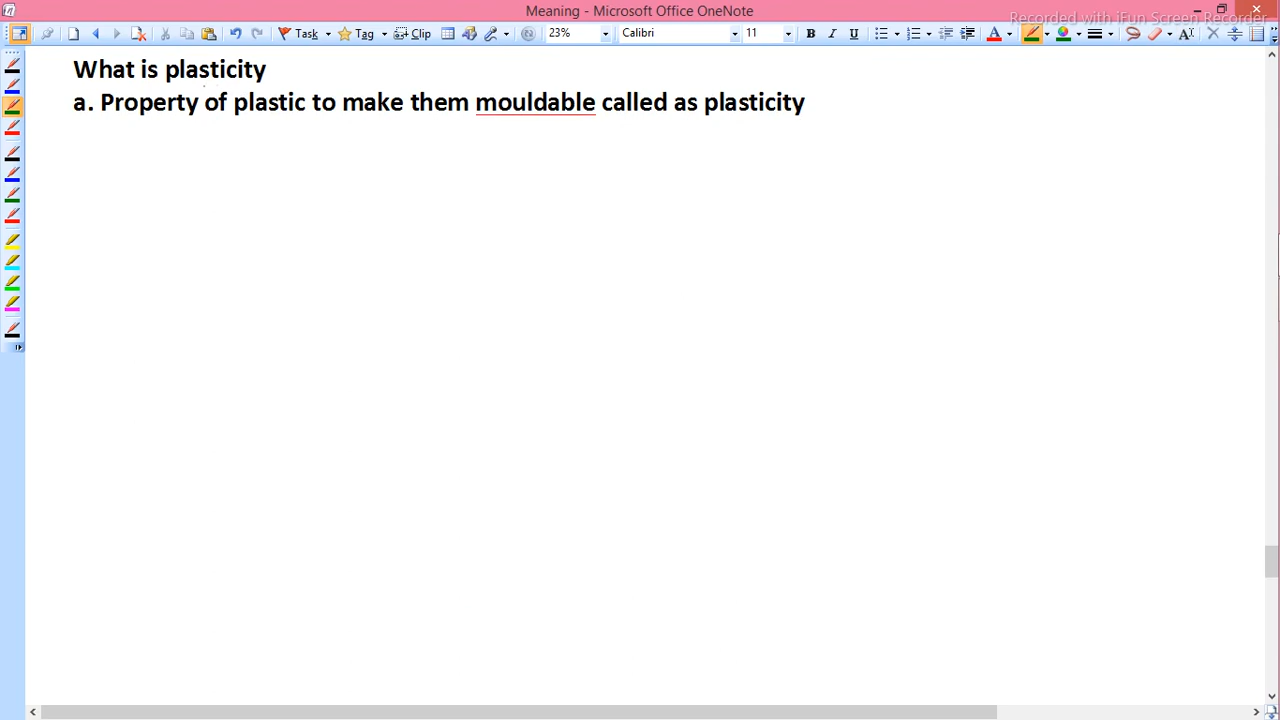 Meaning - Microsoft Office OneNote
Recorded with iFun Screen Recorder
Task Tag Clip 23% Calibri 11 B I U A A
What is plasticity
a. Property of plastic to make them mouldable called as plasticity